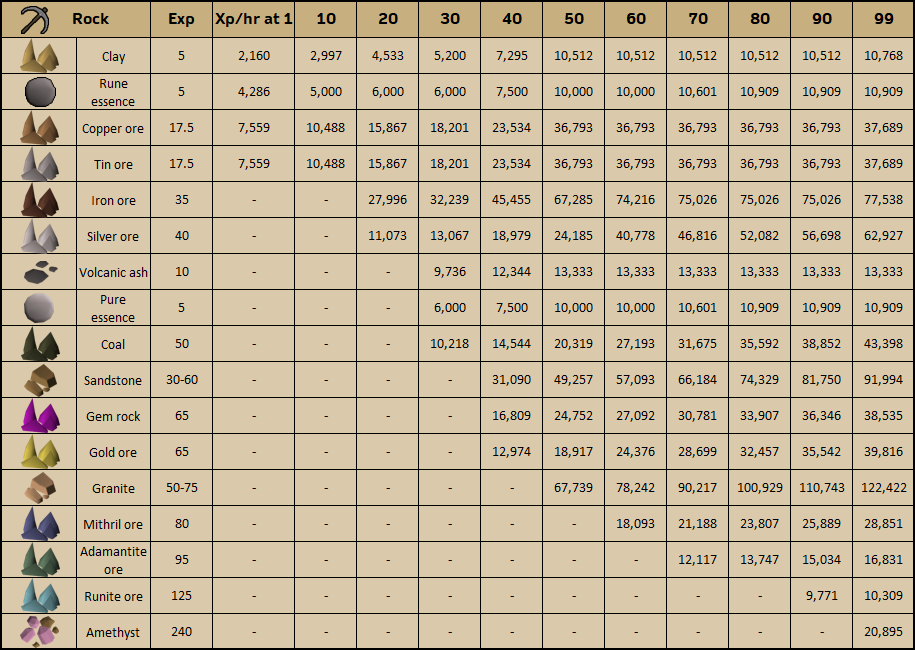 Rock Exp Xp/hr at 1 10 20 30 40 50 60 70 80 90 99
Clay 5 2,160 2,997 4,533 5,200 7,295 10,512 10,512 10,512 10,512 10,512 10,768
Rune
essence 5 4,286 5,000 6,000 6,000 7,500 10,000 10,000 10,601 10,909 10,909 10,909
Copper ore 17.5 7,559 10,488 15,867 18,201 23,534 36,793 36,793 36,793 36,793 36,793 37,689
Tin ore 17.5 7,559 10,488 15,867 18,201 23,534 36,793 36,793 36,793 36,793 36,793 37,689
Iron ore 35 - - 27,996 32,239 45,455 67,285 74,216 75,026 75,026 75,026 77,538
Silver ore 40 - - 11,073 13,067 18,979 24,185 40,778 46,816 52,082 56,698 62,927
Volcanic ash 10 - - - 9,736 12,344 13,333 13,333 13,333 13,333 13,333 13,333
Pure
essence 5 - - - 6,000 7,500 10,000 10,000 10,601 10,909 10,909 10,909
Coal 50 - - - 10,218 14,544 20,319 27,193 31,675 35,592 38,852 43,398
Sandstone 30-60 - - - - 31,090 49,257 57,093 66,184 74,329 81,750 91,994
Gem rock 65 - - - - 16,809 24,752 27,092 30,781 33,907 36,346 38,535
Gold ore 65 - - - - 12,974 18,917 24,376 28,699 32,457 35,542 39,816
Granite 50-75 - - - - - 67,739 78,242 90,217 100,929 110,743 122,422
Mithril ore 80 - - - - - - 18,093 21,188 23,807 25,889 28,851
Adamantite
ore 95 - - - - - - - 12,117 13,747 15,034 16,831
Runite ore 125 - - - - - - - - - 9,771 10,309
Amethyst 240 - - - - - - - - - - 20,895